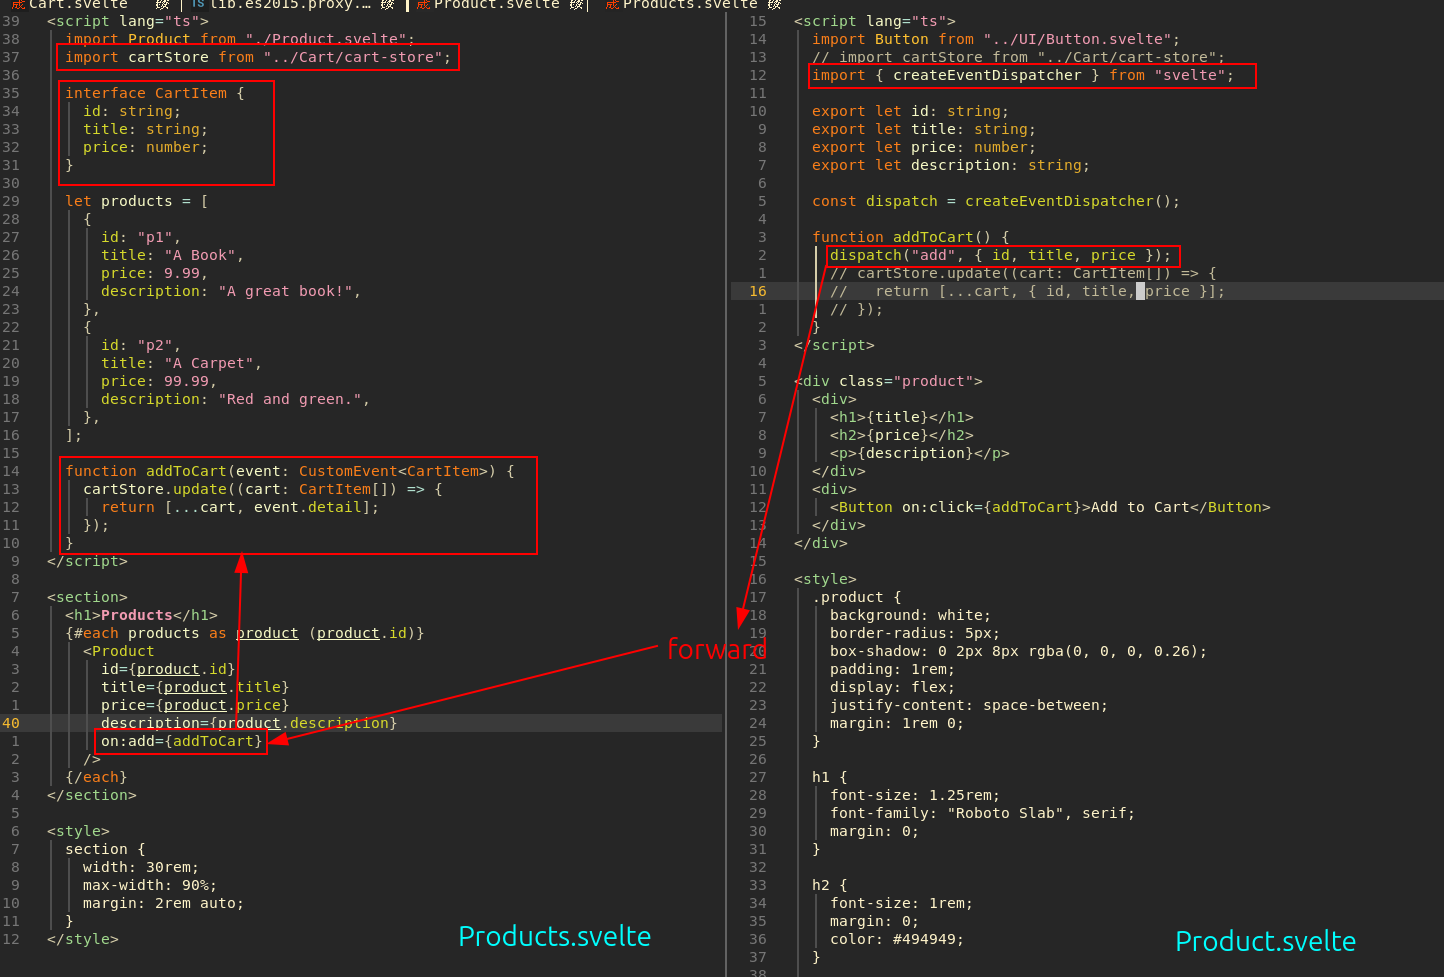 Cart.svelte TS lib.es2015.proxy.... Product.svelte Products.svelte
39 <script lang="ts">
38 import Product from "./Product.svelte";
37 import cartStore from "../Cart/cart-store";
36
35 interface CartItem {
34 id: string;
33 title: string;
32 price: number;
31 }
30
29 let products = [
28 {
27 id: "p1",
26 title: "A Book",
25 price: 9.99,
24 description: "A great book!",
23 },
22 {
21 id: "p2",
20 title: "A Carpet",
19 price: 99.99,
18 description: "Red and green.",
17 },
16 ];
15
14 function addToCart(event: CustomEvent<CartItem>) {
13 cartStore.update((cart: CartItem[]) => {
12 return [...cart, event.detail];
11 });
10 }
9 </script>
8
7 <section>
6 <h1>Products</h1>
5 {#each products as product (product.id)}
4 <Product
3 id={product.id}
2 title={product.title}
1 price={product.price}
40 description={product.description}
1 on:add={addToCart}
2 />
3 {/each}
4 </section>
5
6 <style>
7 section {
8 width: 30rem;
9 max-width: 90%;
10 margin: 2rem auto;
11 }
12 </style>
Products.svelte
15 <script lang="ts">
14 import Button from "../UI/Button.svelte";
13 // import cartStore from "../Cart/cart-store";
12 import { createEventDispatcher } from "svelte";
11
10 export let id: string;
9 export let title: string;
8 export let price: number;
7 export let description: string;
6
5 const dispatch = createEventDispatcher();
4
3 function addToCart() {
2 dispatch("add", { id, title, price });
1 // cartStore.update((cart: CartItem[]) => {
16 // return [...cart, { id, title, price }];
1 // });
2 }
3 </script>
4
5 <div class="product">
6 <div>
7 <h1>{title}</h1>
8 <h2>{price}</h2>
9 <p>{description}</p>
10 </div>
11 <div>
12 <Button on:click={addToCart}>Add to Cart</Button>
13 </div>
14 </div>
15
16 <style>
17 .product {
18 background: white;
19 border-radius: 5px;
forward
20 box-shadow: 0 2px 8px rgba(0, 0, 0, 0.26);
21 padding: 1rem;
22 display: flex;
23 justify-content: space-between;
24 margin: 1rem 0;
25 }
26
27 h1 {
28 font-size: 1.25rem;
29 font-family: "Roboto Slab", serif;
30 margin: 0;
31 }
32
33 h2 {
34 font-size: 1rem;
35 margin: 0;
36 color: #494949;
37 }
38
Product.svelte